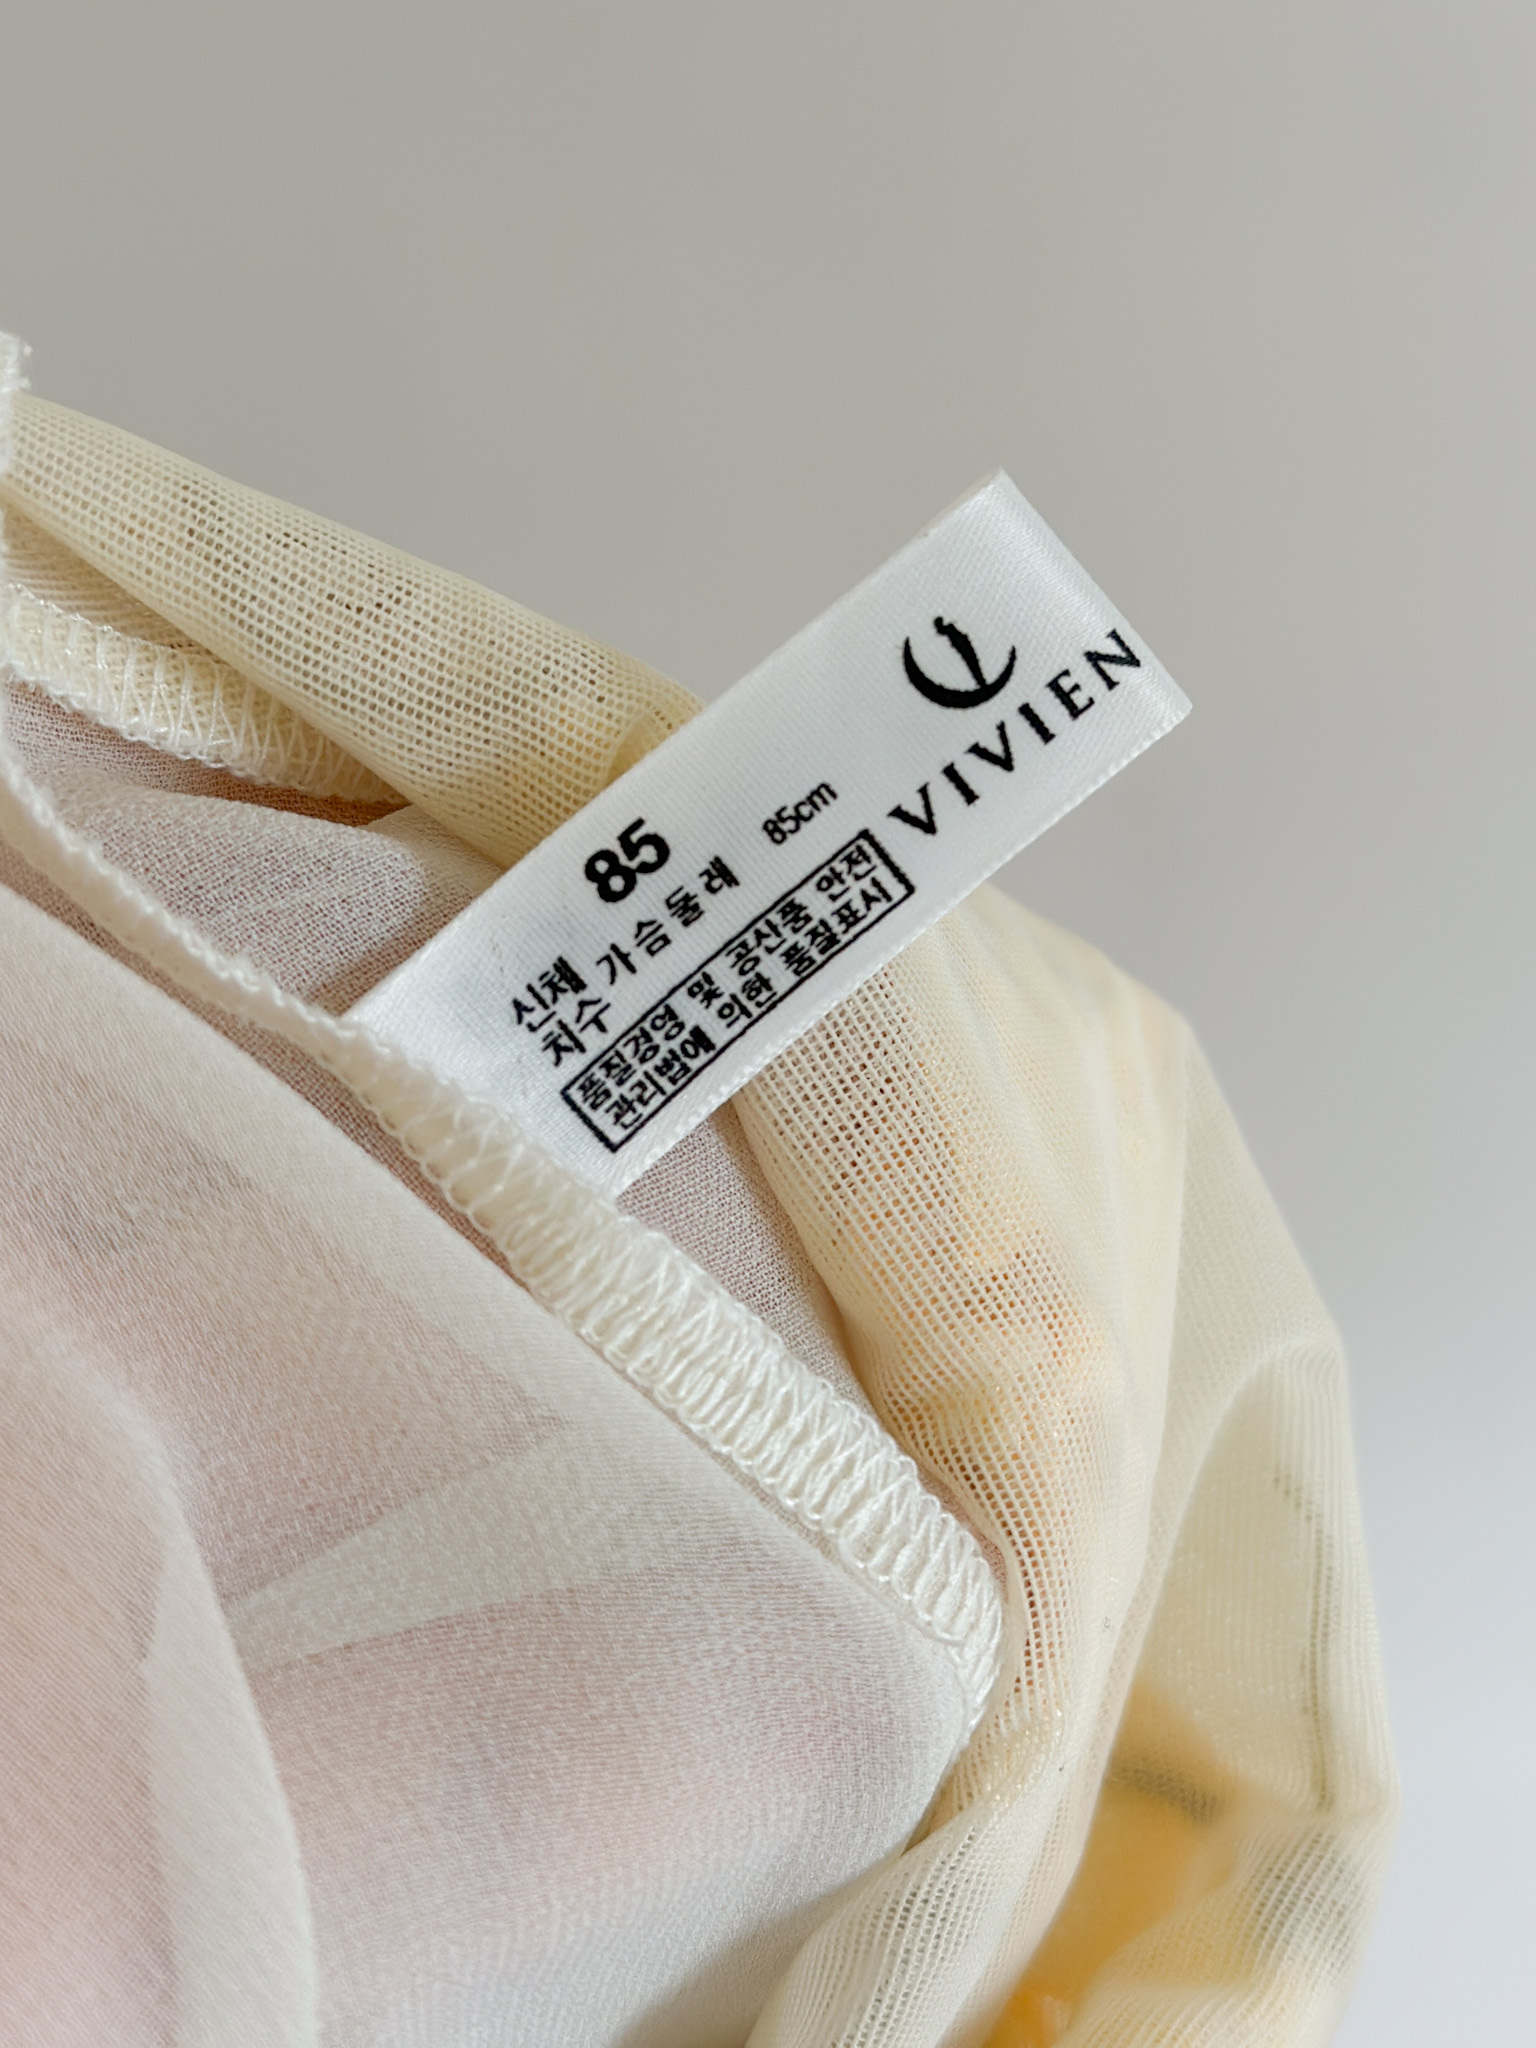 VIVIEN
85
신체 가슴둘레 85cm
치수
품질경영 및 공산품 안전
관리법에 의한 품질표시